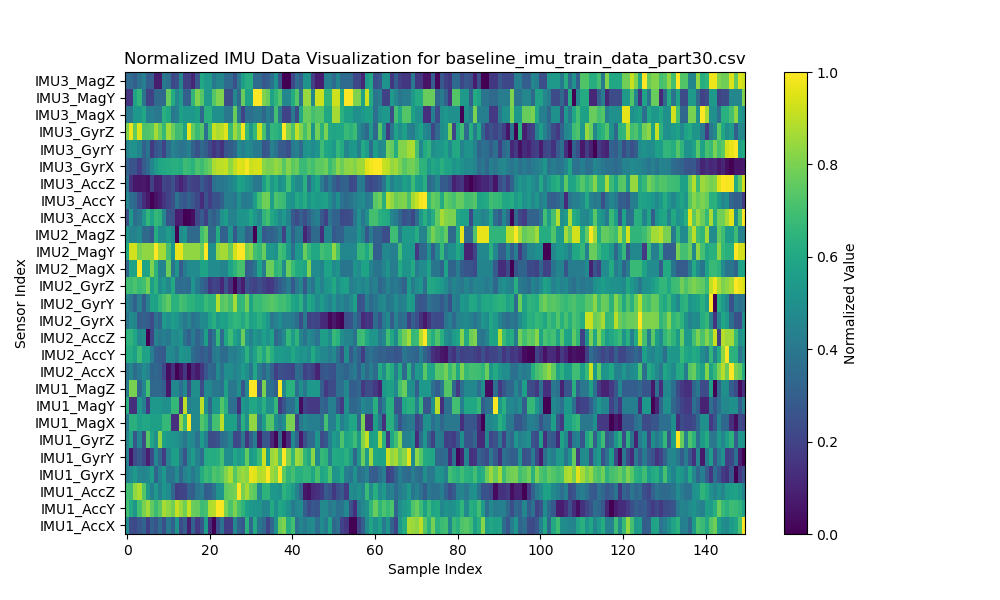 Normalized IMU Data Visualization for baseline_imu_train_data_part30.csv
IMU3_MagZ
IMU3_MagY
IMU3_MagX
IMU3_GyrZ
IMU3_GyrY
IMU3_GyrX
IMU3_AccZ
IMU3_AccY
IMU3_AccX
IMU2_MagZ
IMU2_MagY
IMU2_MagX
IMU2_GyrZ
IMU2_GyrY
IMU2_GyrX
IMU2_AccZ
IMU2_AccY
IMU2_AccX
IMU1_MagZ
IMU1_MagY
IMU1_MagX
IMU1_GyrZ
IMU1_GyrY
IMU1_GyrX
IMU1_AccZ
IMU1_AccY
IMU1_AccX
Sensor Index
0 20 40 60 80 100 120 140
Sample Index
1.0
0.8
0.6
0.4
0.2
0.0
Normalized Value